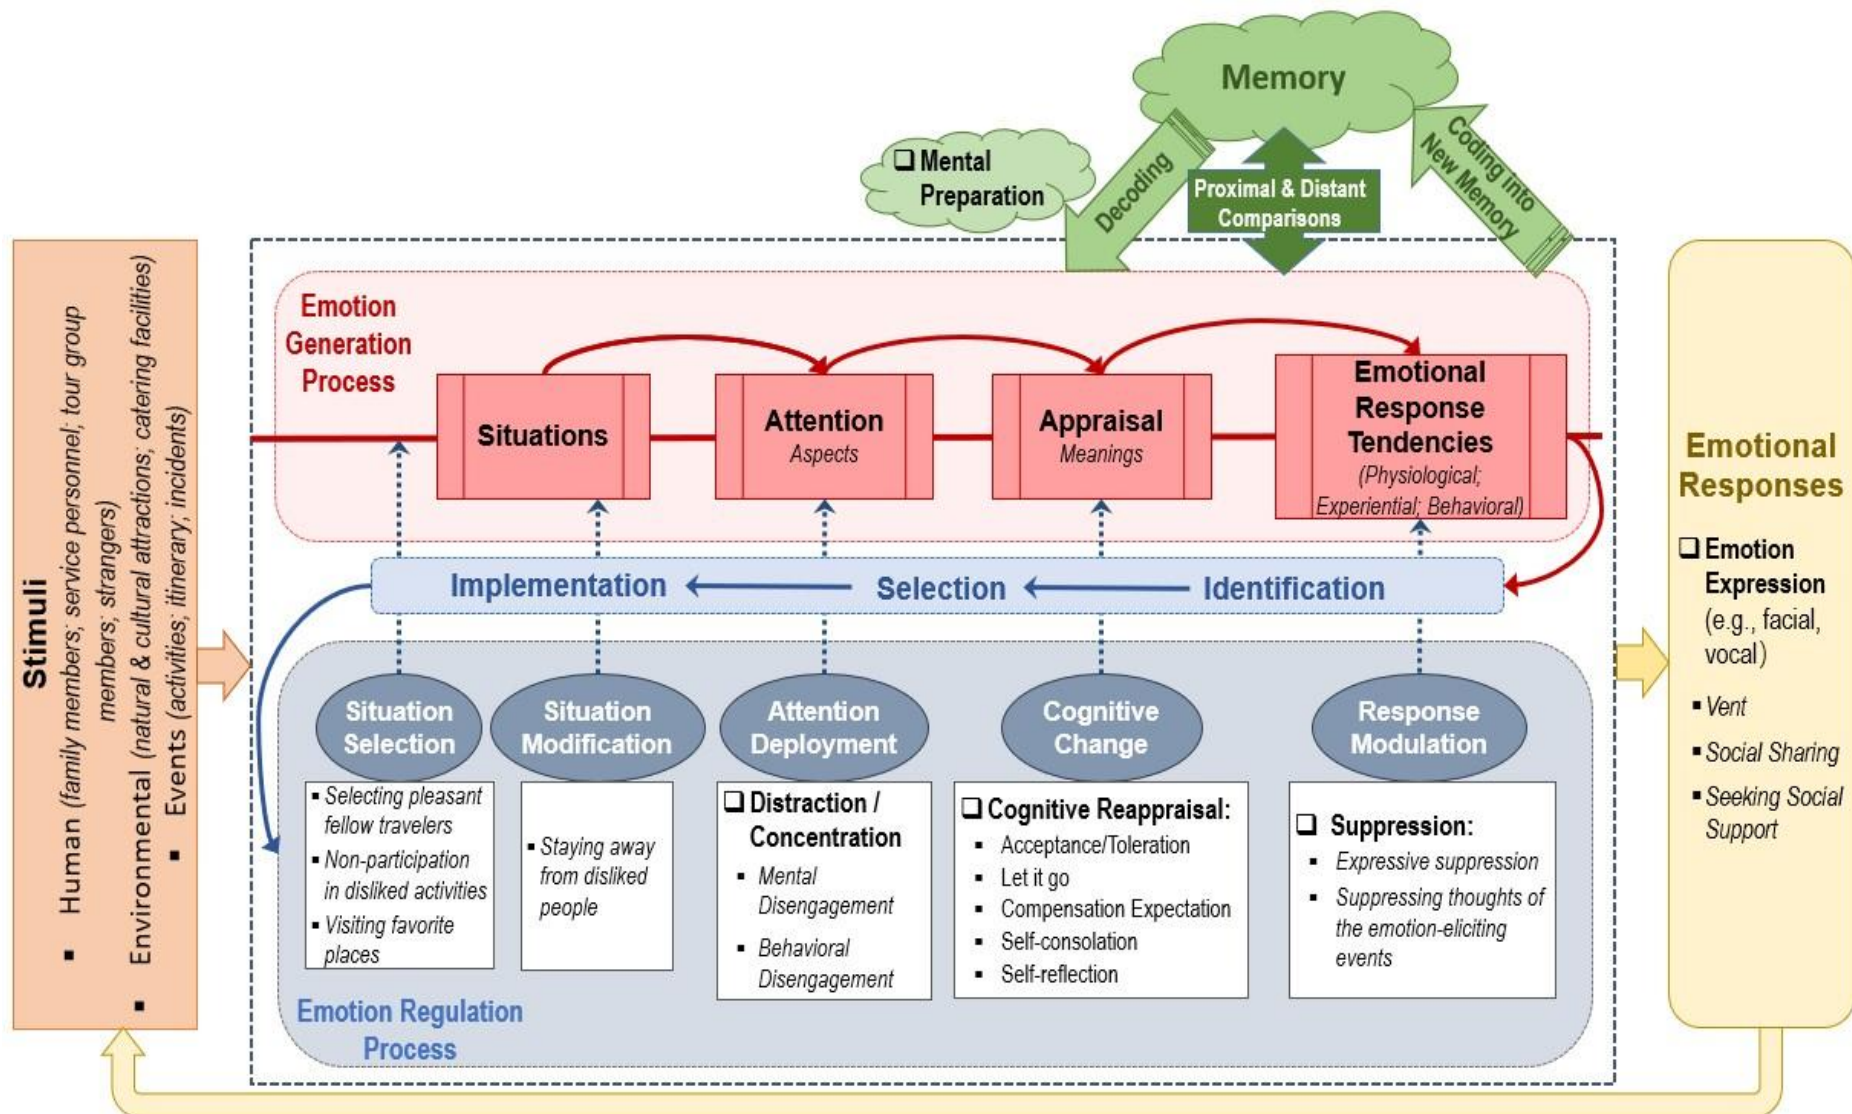 Memory
❑ Mental
Preparation
Decoding
Proximal & Distant
Comparisons
Coding into
New Memory
Stimuli
▪ Human (family members; service personnel; tour group
members; strangers)
▪ Environmental (natural & cultural attractions; catering facilities)
▪ Events (activities; itinerary; incidents)
Emotion
Generation
Process
Situations
Attention
Aspects
Appraisal
Meanings
Emotional
Response
Tendencies
(Physiological;
Experiential; Behavioral)
Implementation
Selection
Identification
Situation
Selection
▪ Selecting pleasant
fellow travelers
▪ Non-participation
in disliked activities
▪ Visiting favorite
places
Situation
Modification
▪ Staying away
from disliked
people
Attention
Deployment
❑ Distraction /
Concentration
▪ Mental
Disengagement
▪ Behavioral
Disengagement
Cognitive
Change
❑ Cognitive Reappraisal:
▪ Acceptance/Toleration
▪ Let it go
▪ Compensation Expectation
▪ Self-consolation
▪ Self-reflection
Response
Modulation
❑ Suppression:
▪ Expressive suppression
▪ Suppressing thoughts of
the emotion-eliciting
events
Emotion Regulation
Process
Emotional
Responses
❑ Emotion
Expression
(e.g., facial,
vocal)
▪ Vent
▪ Social Sharing
▪ Seeking Social
Support